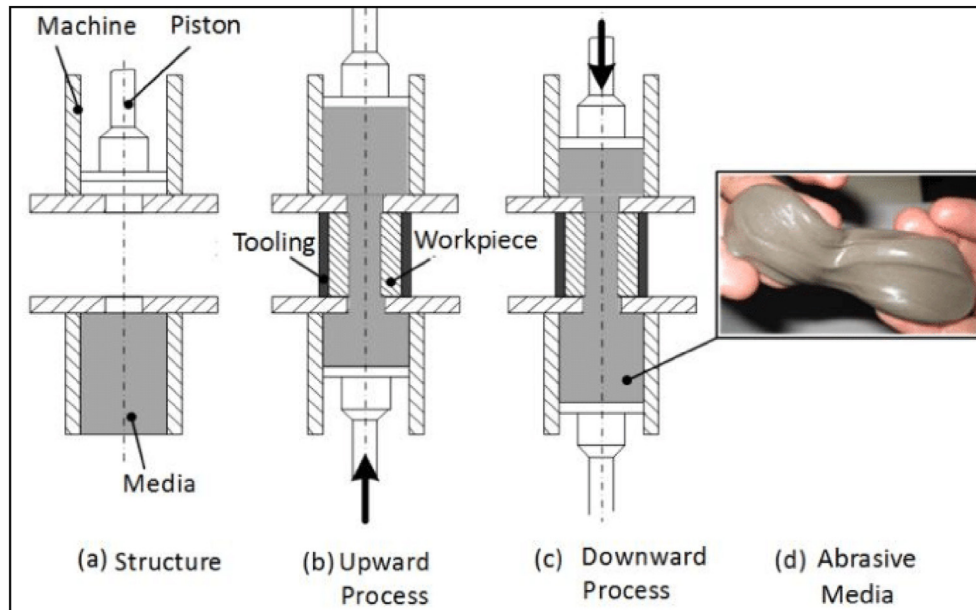 Machine
Piston
Tooling
Workpiece
Media
(a) Structure
(b) Upward
Process
(c) Downward
Process
(d) Abrasive
Media